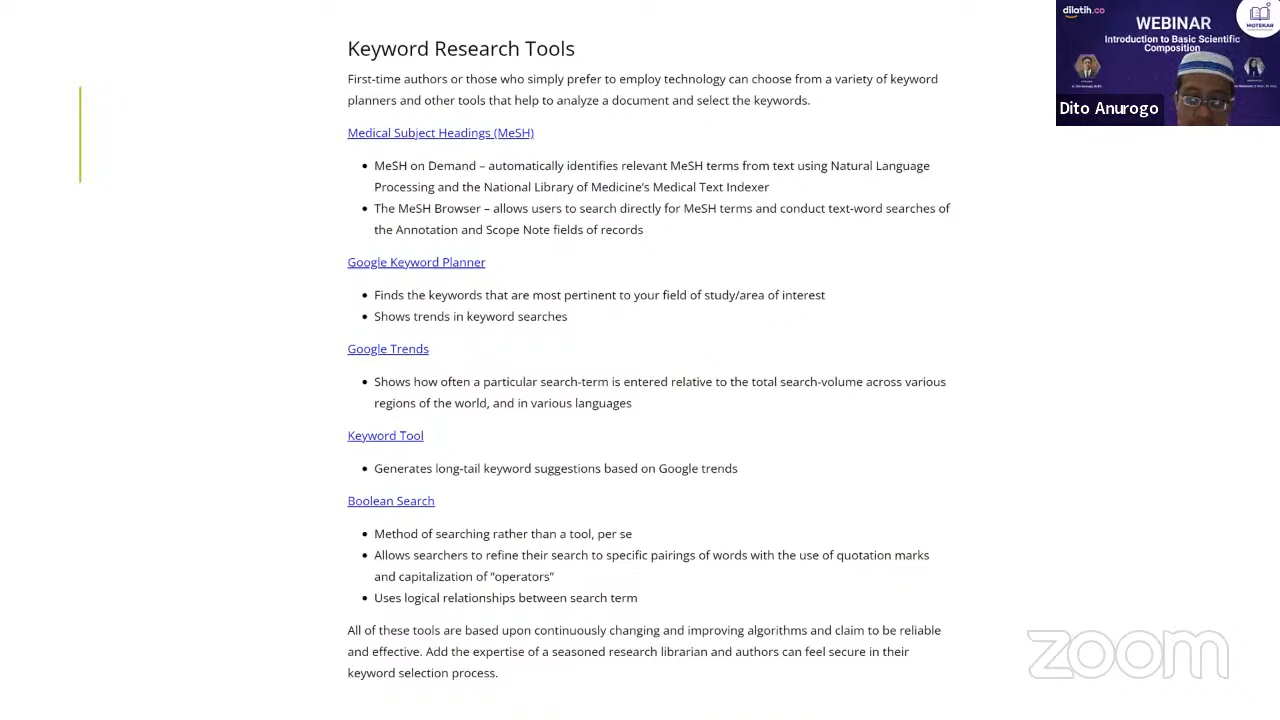 Keyword Research Tools
First-time authors or those who simply prefer to employ technology can choose from a variety of keyword
planners and other tools that help to analyze a document and select the keywords.
Medical Subject Headings (MeSH)
• MeSH on Demand – automatically identifies relevant MeSH terms from text using Natural Language
Processing and the National Library of Medicine's Medical Text Indexer
• The MeSH Browser – allows users to search directly for MeSH terms and conduct text-word searches of
the Annotation and Scope Note fields of records
Google Keyword Planner
• Finds the keywords that are most pertinent to your field of study/area of interest
• Shows trends in keyword searches
Google Trends
• Shows how often a particular search-term is entered relative to the total search-volume across various
regions of the world, and in various languages
Keyword Tool
• Generates long-tail keyword suggestions based on Google trends
Boolean Search
• Method of searching rather than a tool, per se
• Allows searchers to refine their search to specific pairings of words with the use of quotation marks
and capitalization of "operators"
• Uses logical relationships between search term
All of these tools are based upon continuously changing and improving algorithms and claim to be reliable
and effective. Add the expertise of a seasoned research librarian and authors can feel secure in their
keyword selection process.
dilatih.co
MOTEKAR
WEBINAR
Introduction to Basic Scientific
Composition
Dito Anurogo
zoom